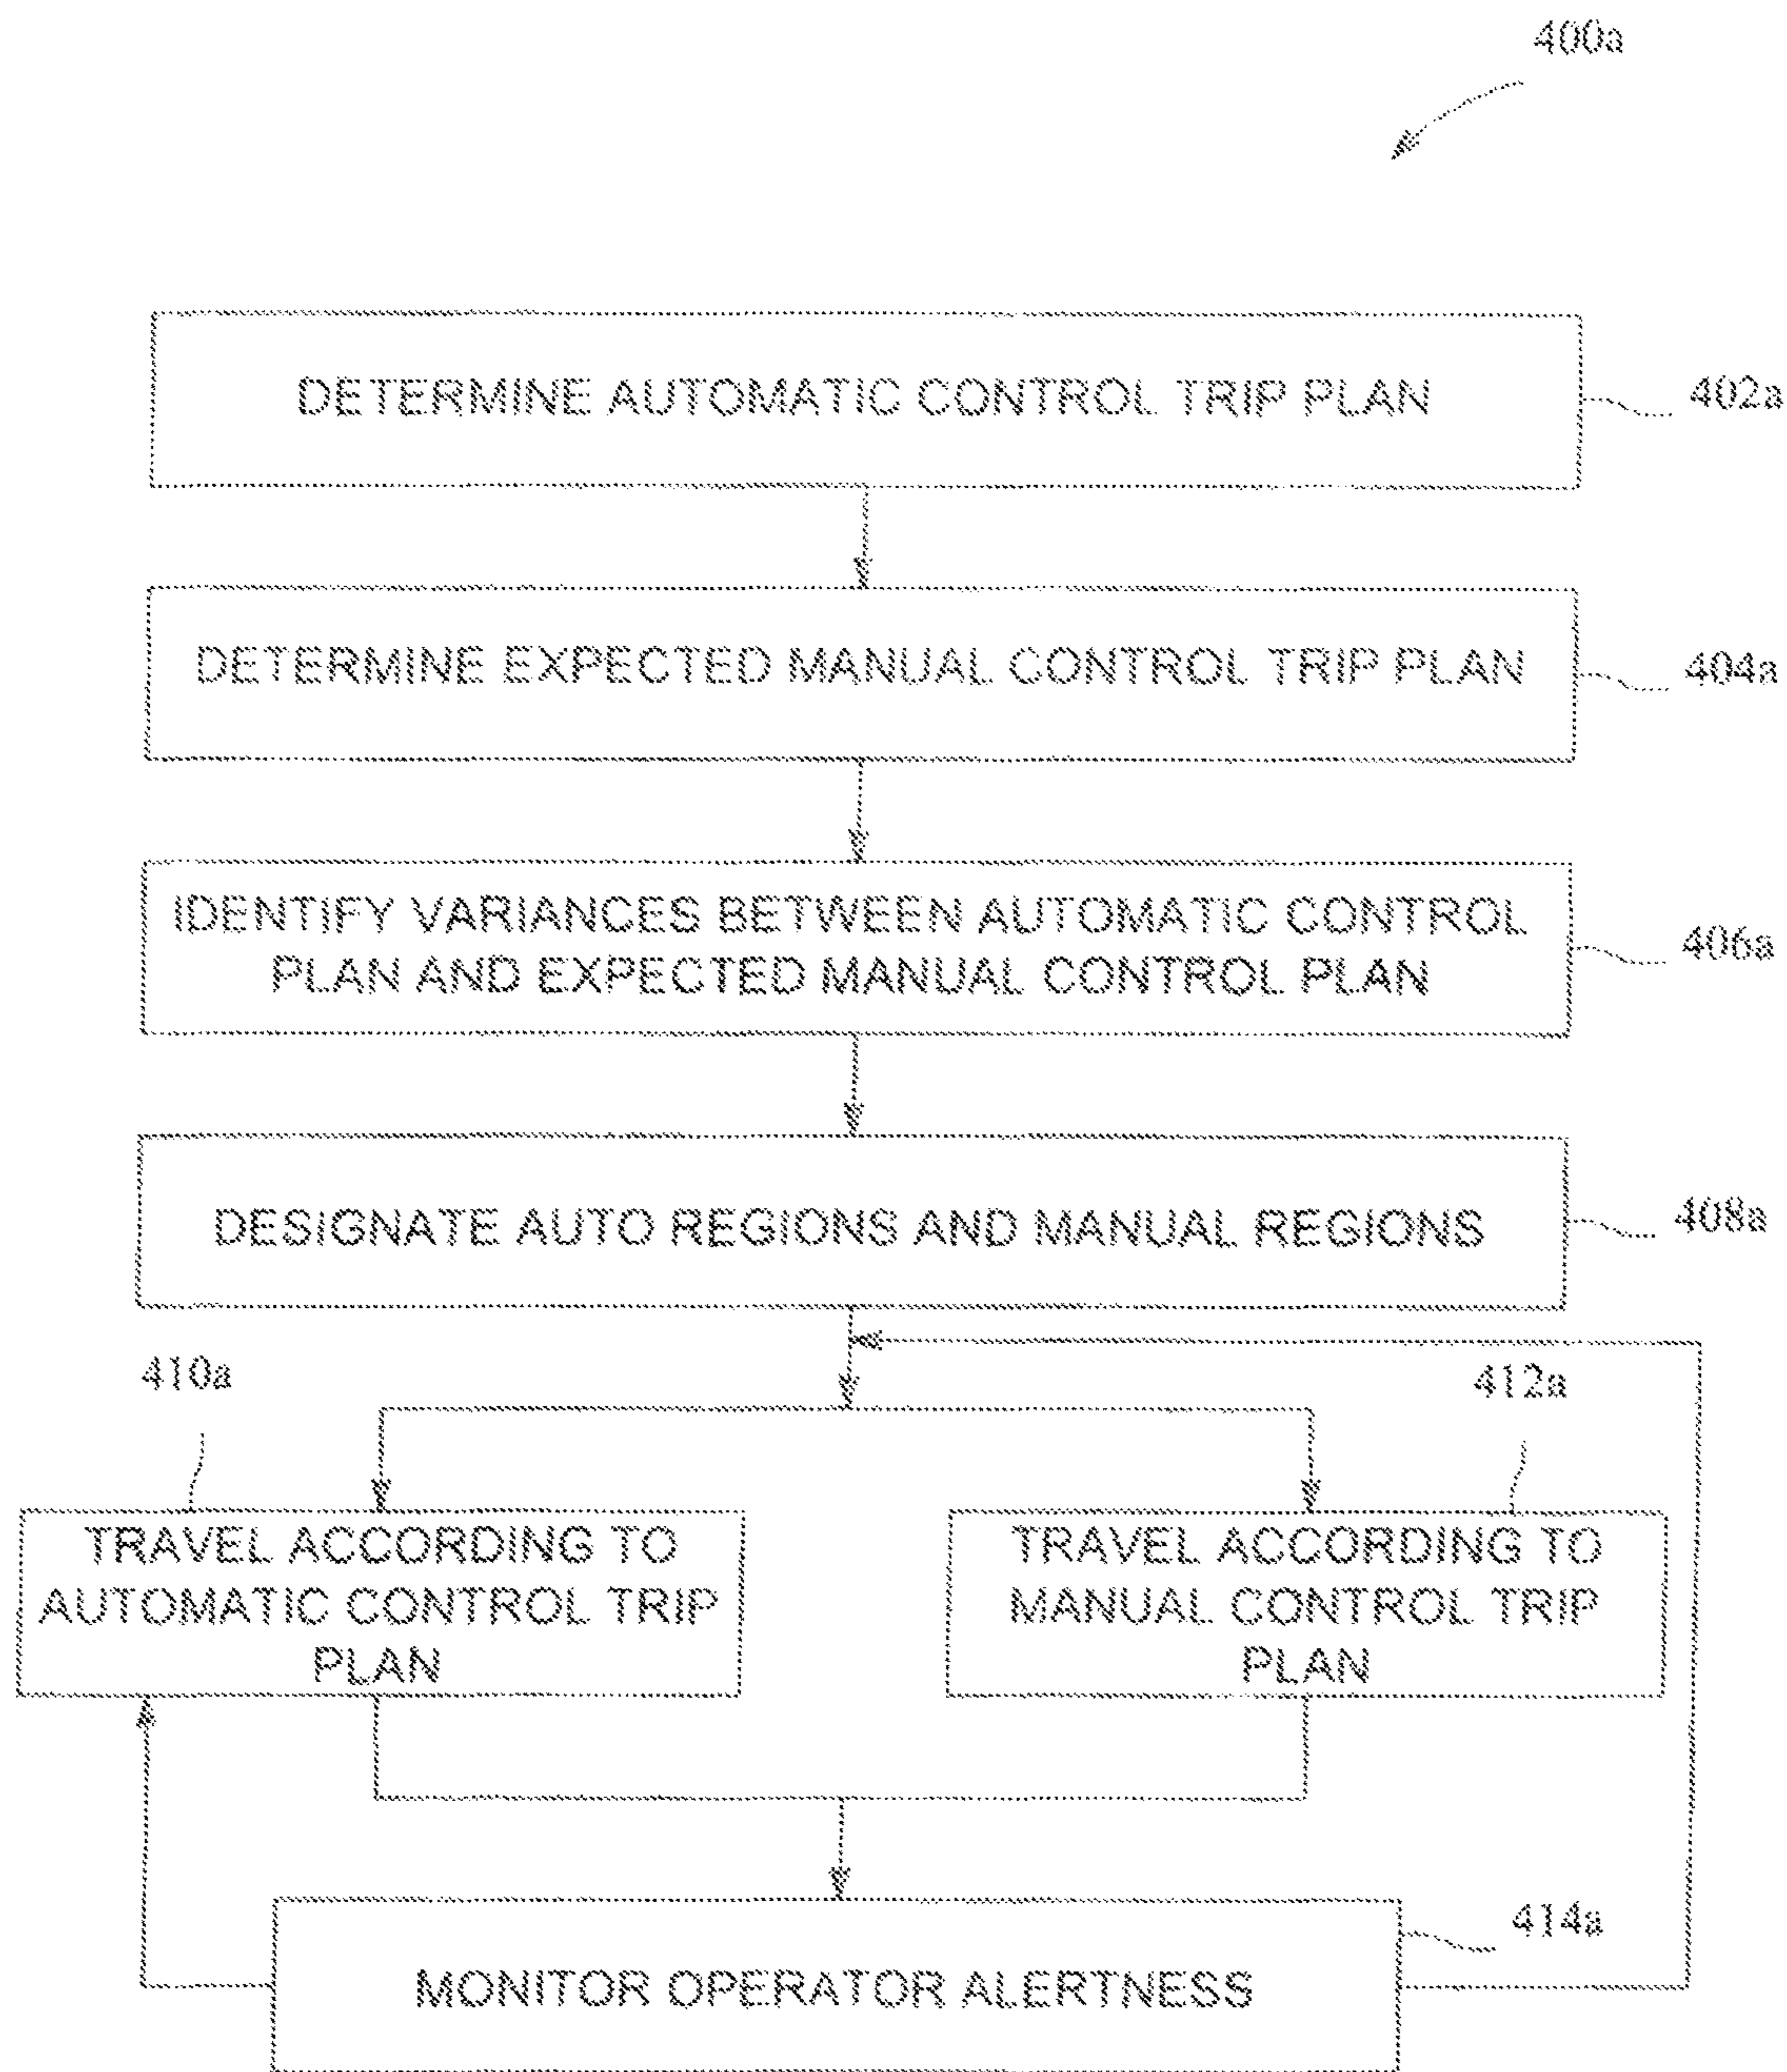 400a
DETERMINE AUTOMATIC CONTROL TRIP PLAN
402a
DETERMINE EXPECTED MANUAL CONTROL TRIP PLAN
404a
IDENTIFY VARIANCES BETWEEN AUTOMATIC CONTROL
PLAN AND EXPECTED MANUAL CONTROL PLAN
406a
DESIGNATE AUTO REGIONS AND MANUAL REGIONS
408a
410a
412a
TRAVEL ACCORDING TO
AUTOMATIC CONTROL TRIP
PLAN
TRAVEL ACCORDING TO
MANUAL CONTROL TRIP
PLAN
414a
MONITOR OPERATOR ALERTNESS